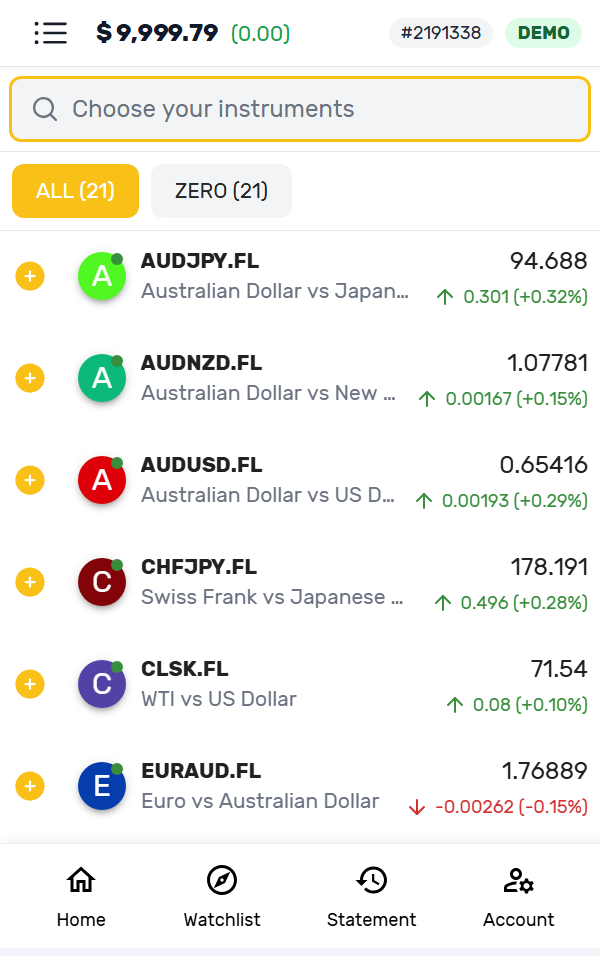 $ 9,999.79 (0.00) #2191338 DEMO
Choose your instruments
ALL (21) ZERO (21)
A AUDJPY.FL 94.688
Australian Dollar vs Japan... 0.301 (+0.32%)
A AUDNZD.FL 1.07781
Australian Dollar vs New ... 0.00167 (+0.15%)
A AUDUSD.FL 0.65416
Australian Dollar vs US D... 0.00193 (+0.29%)
C CHFJPY.FL 178.191
Swiss Frank vs Japanese ... 0.496 (+0.28%)
C CLSK.FL 71.54
WTI vs US Dollar 0.08 (+0.10%)
E EURAUD.FL 1.76889
Euro vs Australian Dollar -0.00262 (-0.15%)
Home Watchlist Statement Account